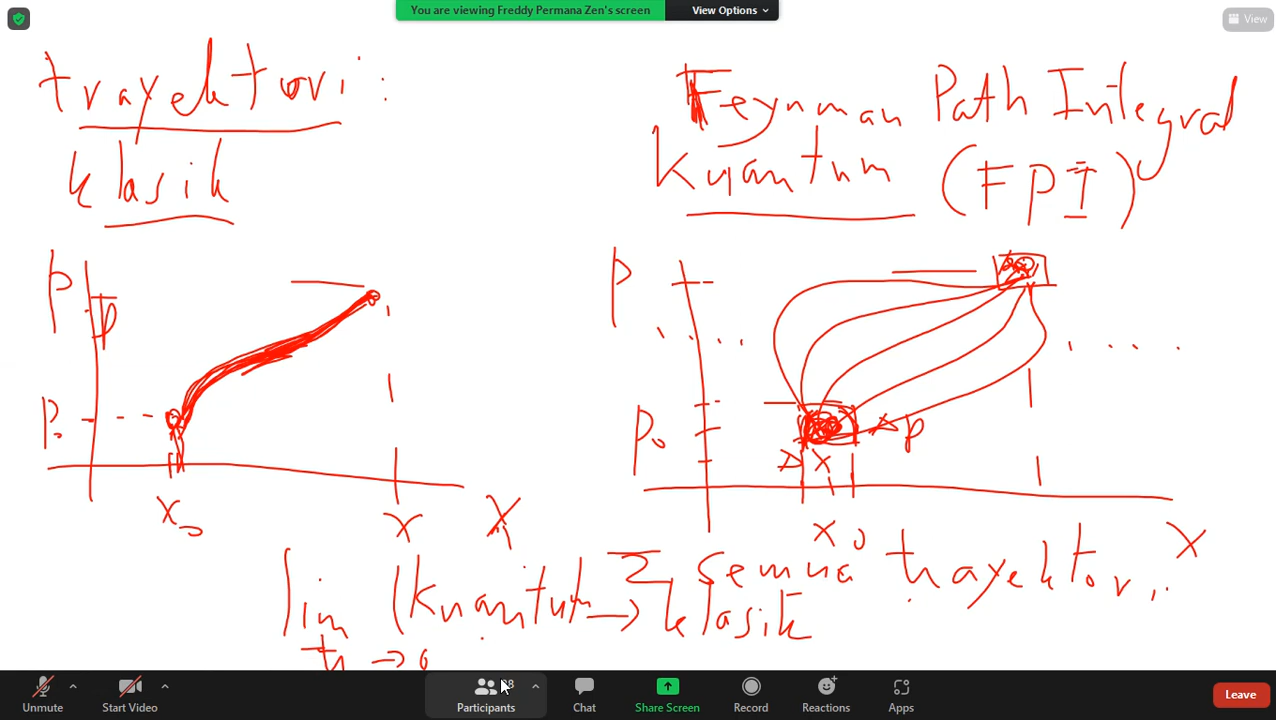 You are viewing Freddy Permana Zen's screen
View Options
View
trayektori :
klasik
Feynman Path Integral
Kuantum (FPI)
P
P
P₀
X₀
X
X
P
P₀
Δp
ΔX
X₀
X
Σ semua trayektori
lim (kuantum → klasik
ħ → 0
Unmute
Start Video
Participants
Chat
Share Screen
Record
Reactions
Apps
Leave